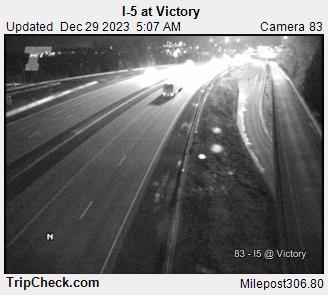 I-5 at Victory
Updated Dec 29 2023 5:07 AM Camera 83
T
N
83 - I5 @ Victory
TripCheck.com Milepost306.80